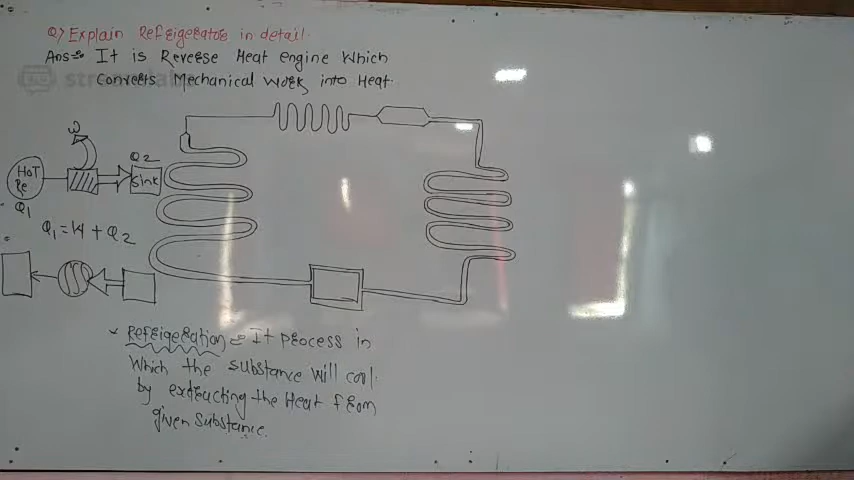 Q) Explain Refrigerator in detail.
Ans:- It is Reverse Heat engine Which
Converts Mechanical Work into Heat.
W
HOT
Re
Q1
Q2
Sink
Q1 = W + Q2
Refrigeration = It process in
Which the substance will cool
by extracting the Heat from
given substance.